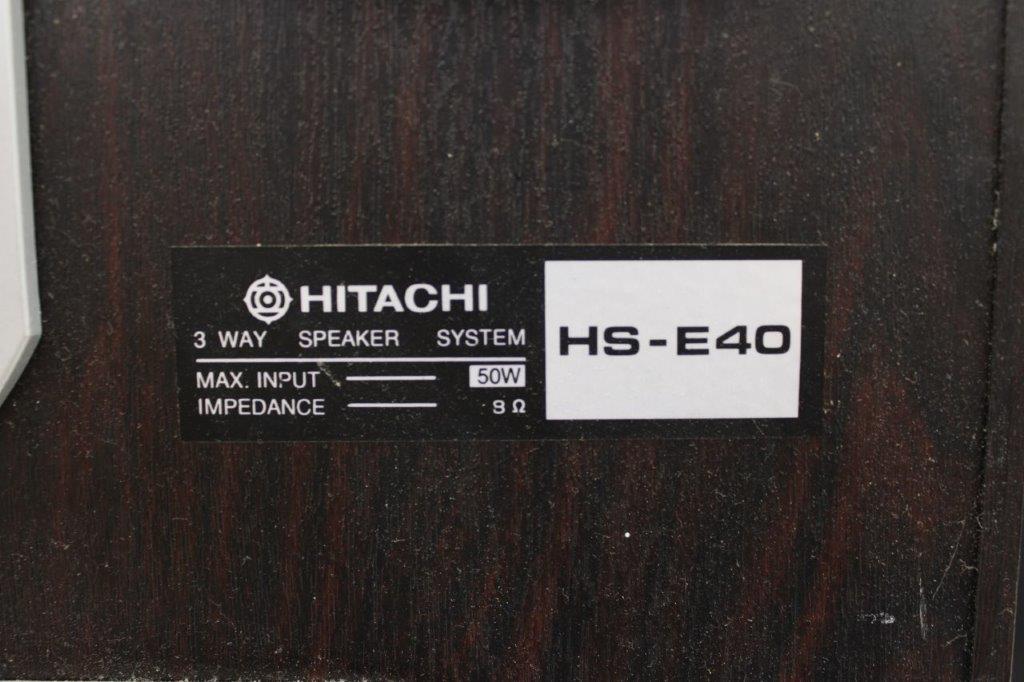 HITACHI
3 WAY SPEAKER SYSTEM
MAX. INPUT 50W
IMPEDANCE 8 Ω
HS-E40